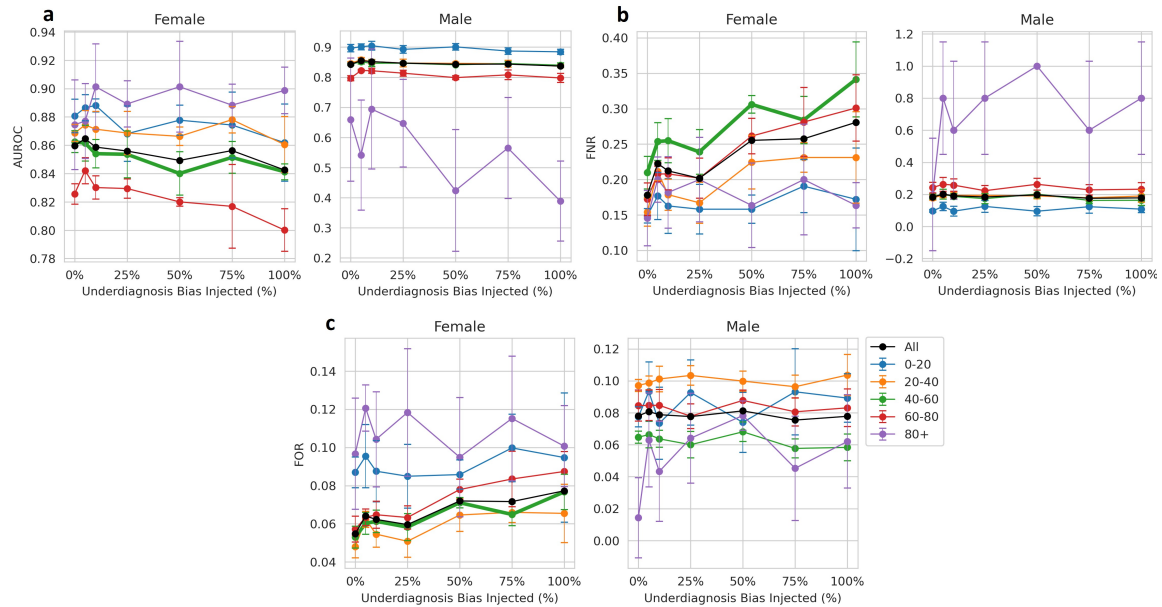 a
Female
Male
AUROC
0.94
0.92
0.90
0.88
0.86
0.84
0.82
0.80
0.78
0% 25% 50% 75% 100%
Underdiagnosis Bias Injected (%)
0.9
0.8
0.7
0.6
0.5
0.4
0.3
0.2
0% 25% 50% 75% 100%
Underdiagnosis Bias Injected (%)
b
Female
Male
FNR
0.40
0.35
0.30
0.25
0.20
0.15
0.10
0% 25% 50% 75% 100%
Underdiagnosis Bias Injected (%)
1.2
1.0
0.8
0.6
0.4
0.2
0.0
−0.2
0% 25% 50% 75% 100%
Underdiagnosis Bias Injected (%)
c
Female
Male
FOR
0.14
0.12
0.10
0.08
0.06
0.04
0% 25% 50% 75% 100%
Underdiagnosis Bias Injected (%)
0.12
0.10
0.08
0.06
0.04
0.02
0.00
0% 25% 50% 75% 100%
Underdiagnosis Bias Injected (%)
All
0-20
20-40
40-60
60-80
80+